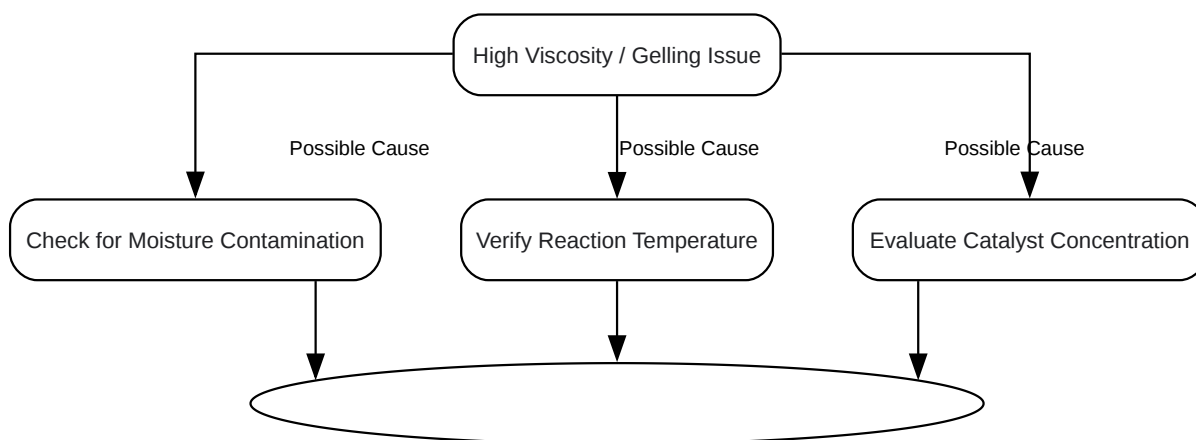 High Viscosity / Gelling Issue
Possible Cause
Possible Cause
Possible Cause
Check for Moisture Contamination
Verify Reaction Temperature
Evaluate Catalyst Concentration